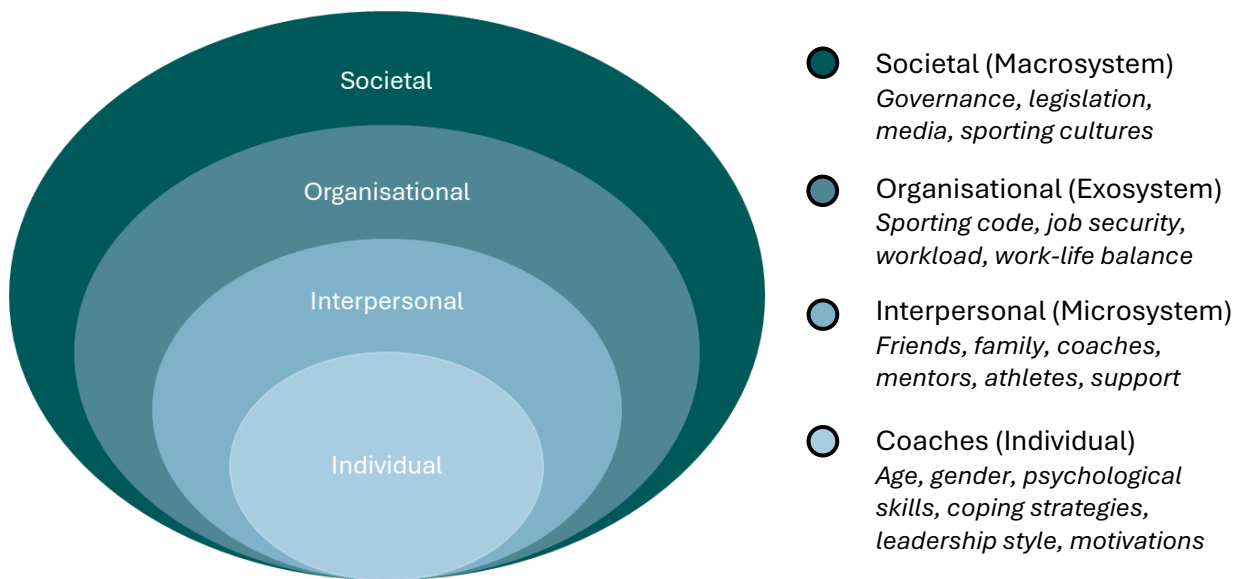 Societal
Organisational
Interpersonal
Individual
Societal (Macrosystem)
Governance, legislation,
media, sporting cultures
Organisational (Exosystem)
Sporting code, job security,
workload, work-life balance
Interpersonal (Microsystem)
Friends, family, coaches,
mentors, athletes, support
Coaches (Individual)
Age, gender, psychological
skills, coping strategies,
leadership style, motivations